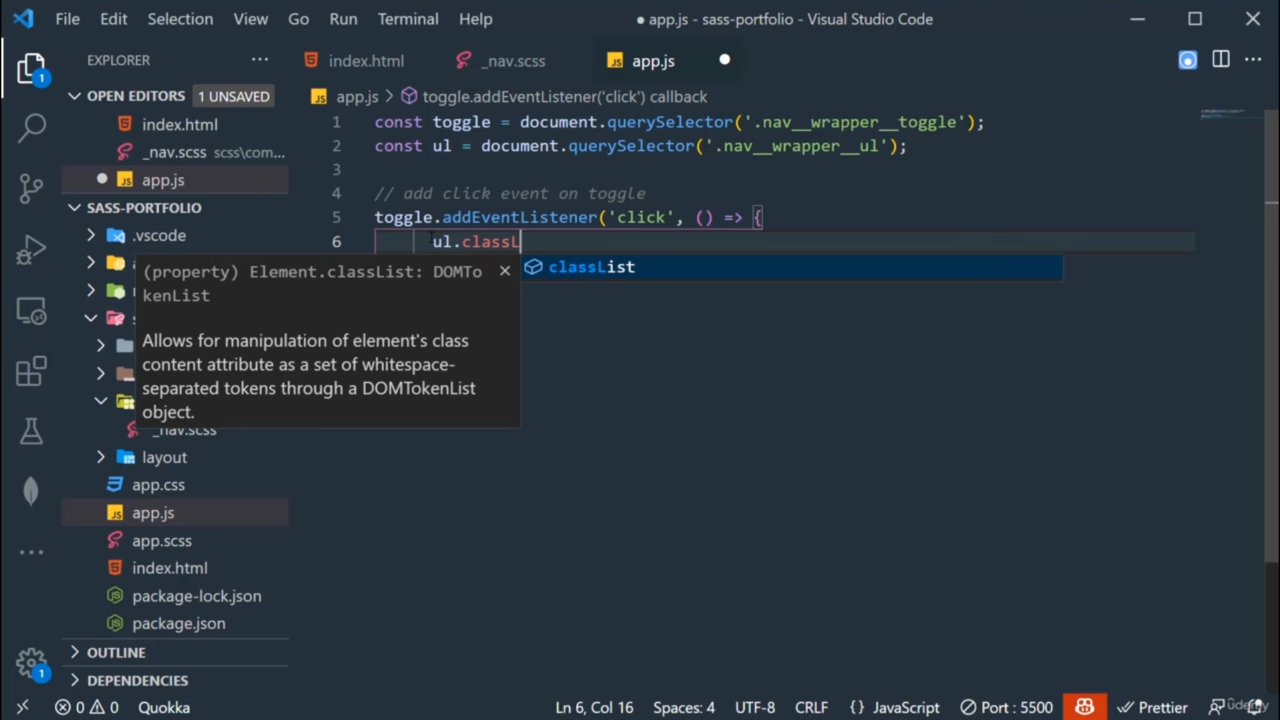 File Edit Selection View Go Run Terminal Help
● app.js - sass-portfolio - Visual Studio Code
EXPLORER
index.html
_nav.scss
app.js
OPEN EDITORS 1 UNSAVED
index.html
_nav.scss scss\com...
app.js
SASS-PORTFOLIO
.vscode
_nav.scss
layout
app.css
app.js
app.scss
index.html
package-lock.json
package.json
OUTLINE
DEPENDENCIES
1
1
app.js > toggle.addEventListener('click') callback
1 const toggle = document.querySelector('.nav__wrapper__toggle');
2 const ul = document.querySelector('.nav__wrapper__ul');
3
4 // add click event on toggle
5 toggle.addEventListener('click', () => {
6 ul.classL
classList
(property) Element.classList: DOMTo
kenList
Allows for manipulation of element's class
content attribute as a set of whitespace-
separated tokens through a DOMTokenList
object.
0 0 Quokka Ln 6, Col 16 Spaces: 4 UTF-8 CRLF {} JavaScript Port : 5500 Prettier
ûdemy